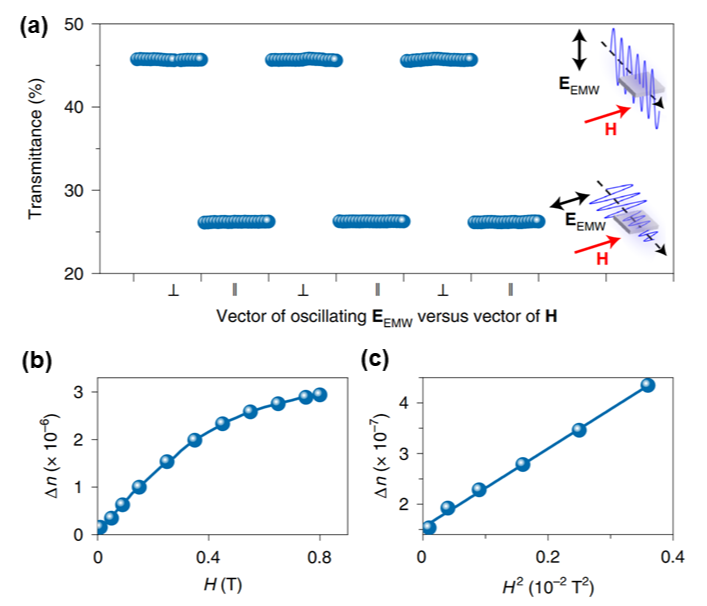 (a)
50
40
30
20
Transmittance (%)
E_EMW
H
E_EMW
H
⊥ ∥ ⊥ ∥ ⊥ ∥
Vector of oscillating E_EMW versus vector of H
(b)
3
2
1
0
Δn (× 10⁻⁶)
0 0.4 0.8
H (T)
(c)
4
3
2
Δn (× 10⁻⁷)
0 0.2 0.4
H² (10⁻² T²)